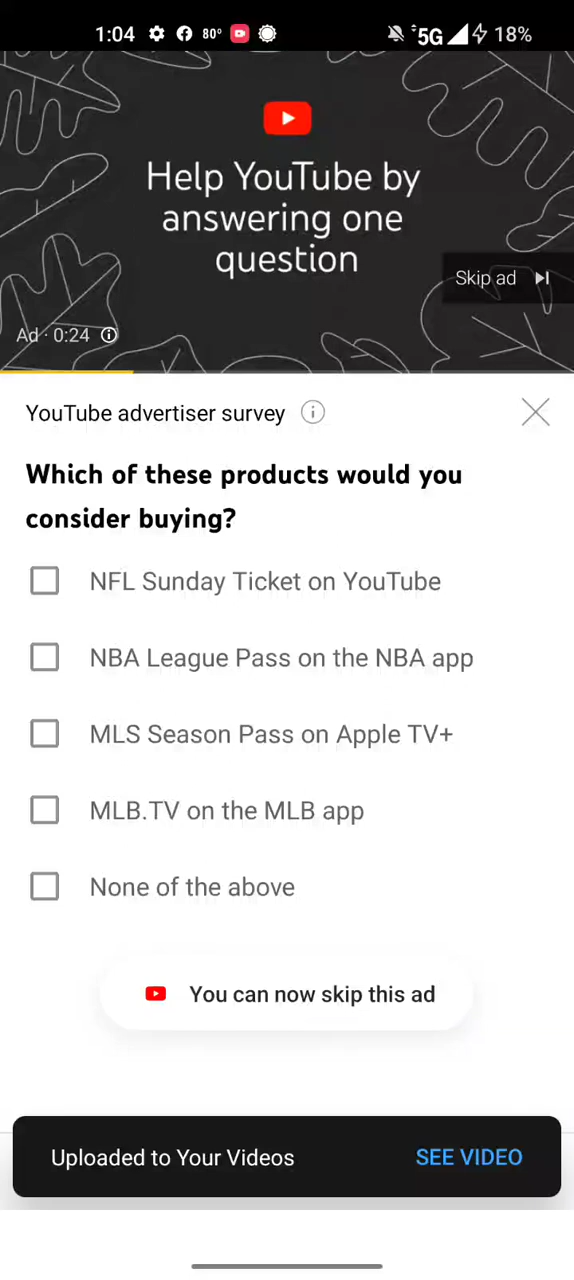 1:04 80° 5G 18%
Help YouTube by
answering one
question
Skip ad
Ad · 0:24
YouTube advertiser survey
Which of these products would you
consider buying?
NFL Sunday Ticket on YouTube
NBA League Pass on the NBA app
MLS Season Pass on Apple TV+
MLB.TV on the MLB app
None of the above
You can now skip this ad
Uploaded to Your Videos SEE VIDEO